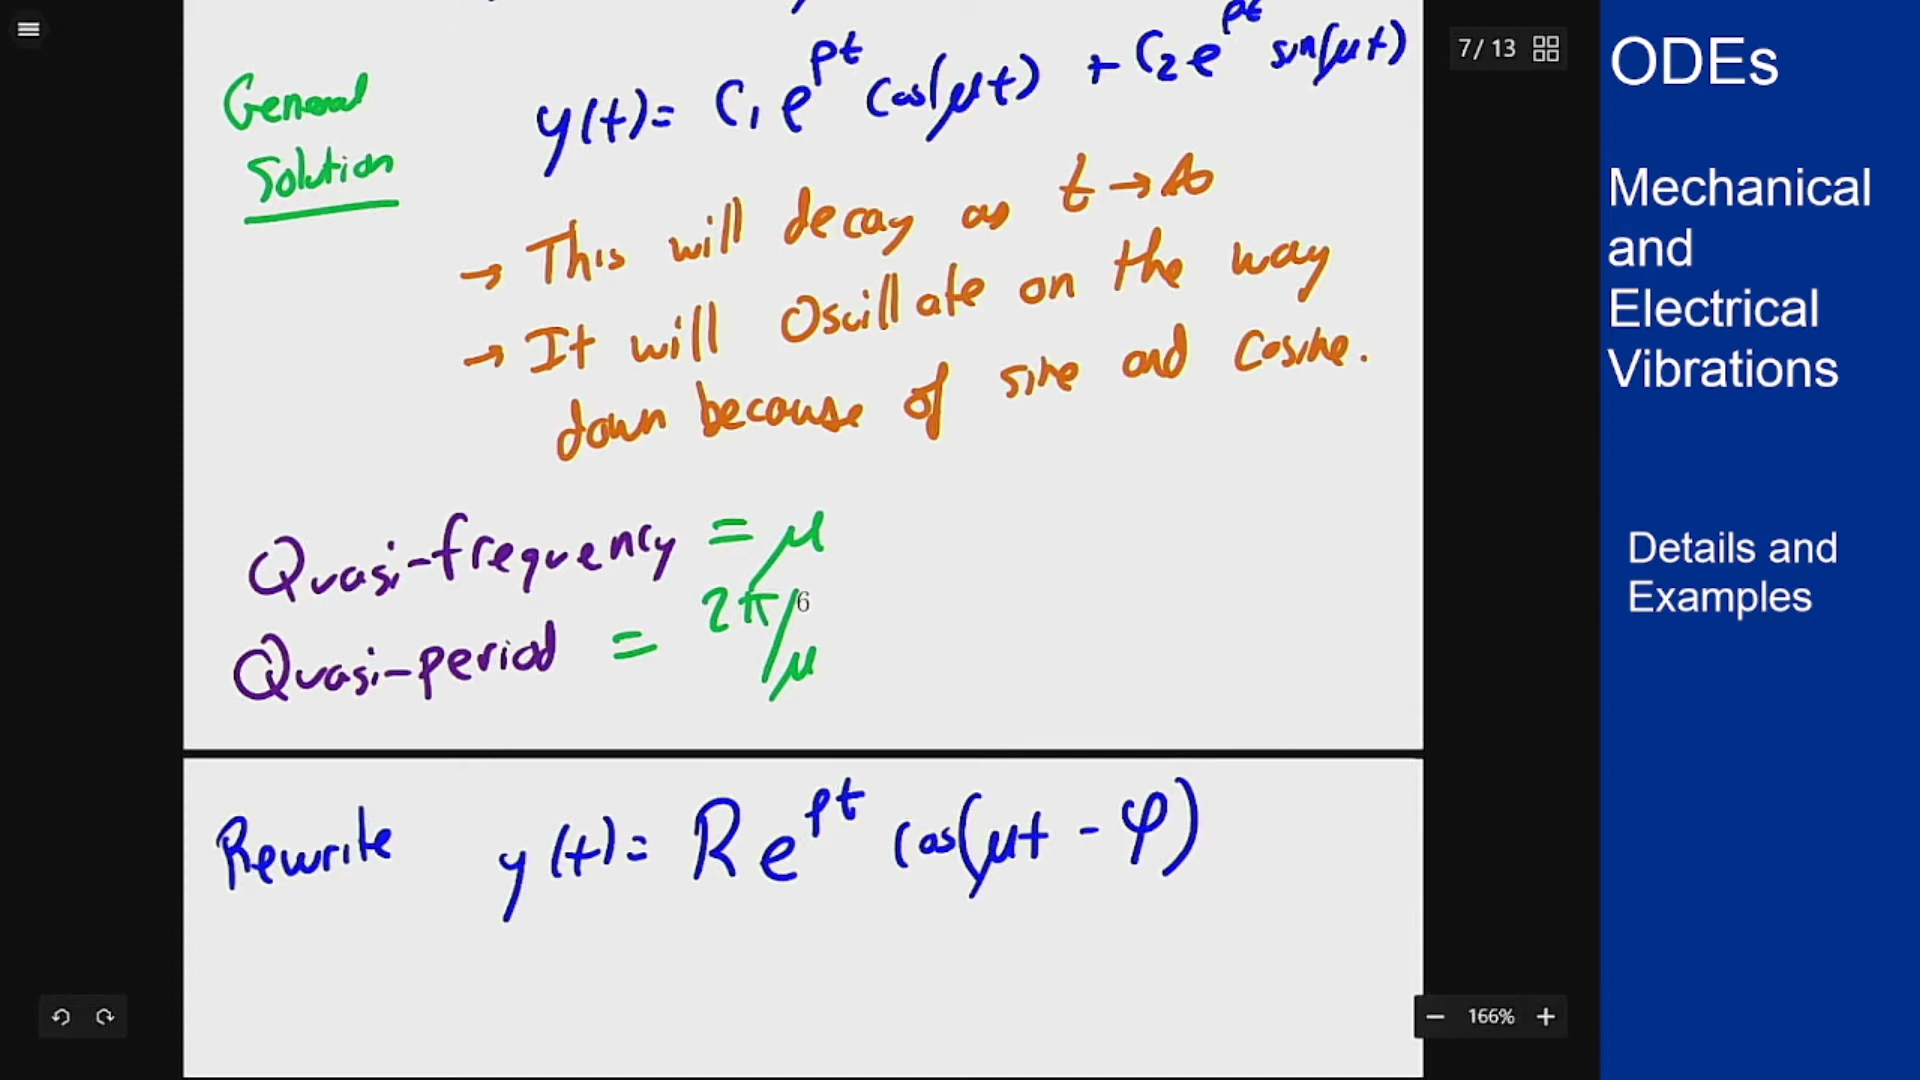 7 / 13
ODEs
Mechanical
and
Electrical
Vibrations
Details and
Examples
General
Solution
y(t) = C₁ e^{ρt} cos(μt) + C₂ e^{ρt} sin(μt)
→ This will decay as t → ∞
→ It will Oscillate on the way
down because of sine and Cosine.
Quasi-frequency = μ
Quasi-period = 2π/μ
6
Rewrite y(t) = R e^{ρt} cos(μt - φ)
166%